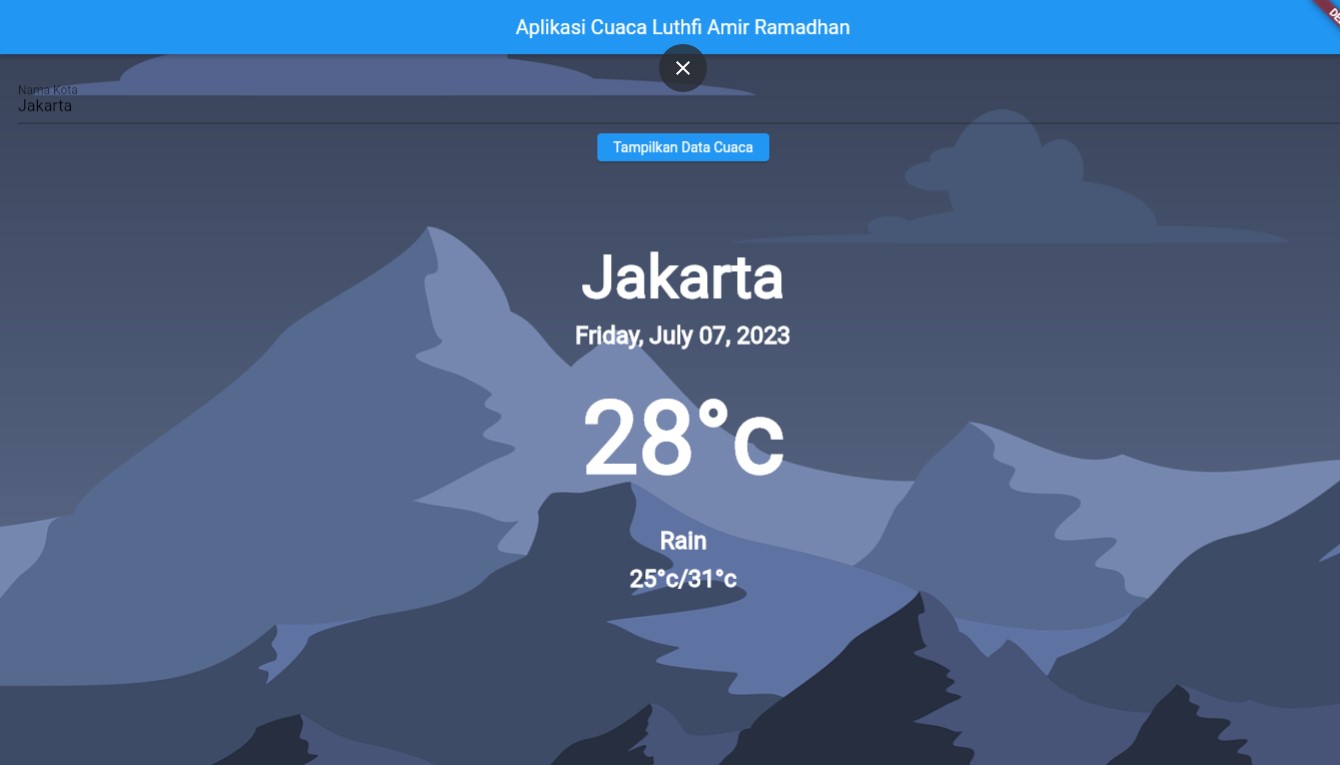 Aplikasi Cuaca Luthfi Amir Ramadhan
Nama Kota
Jakarta
Tampilkan Data Cuaca
Jakarta
Friday, July 07, 2023
28°c
Rain
25°c/31°c